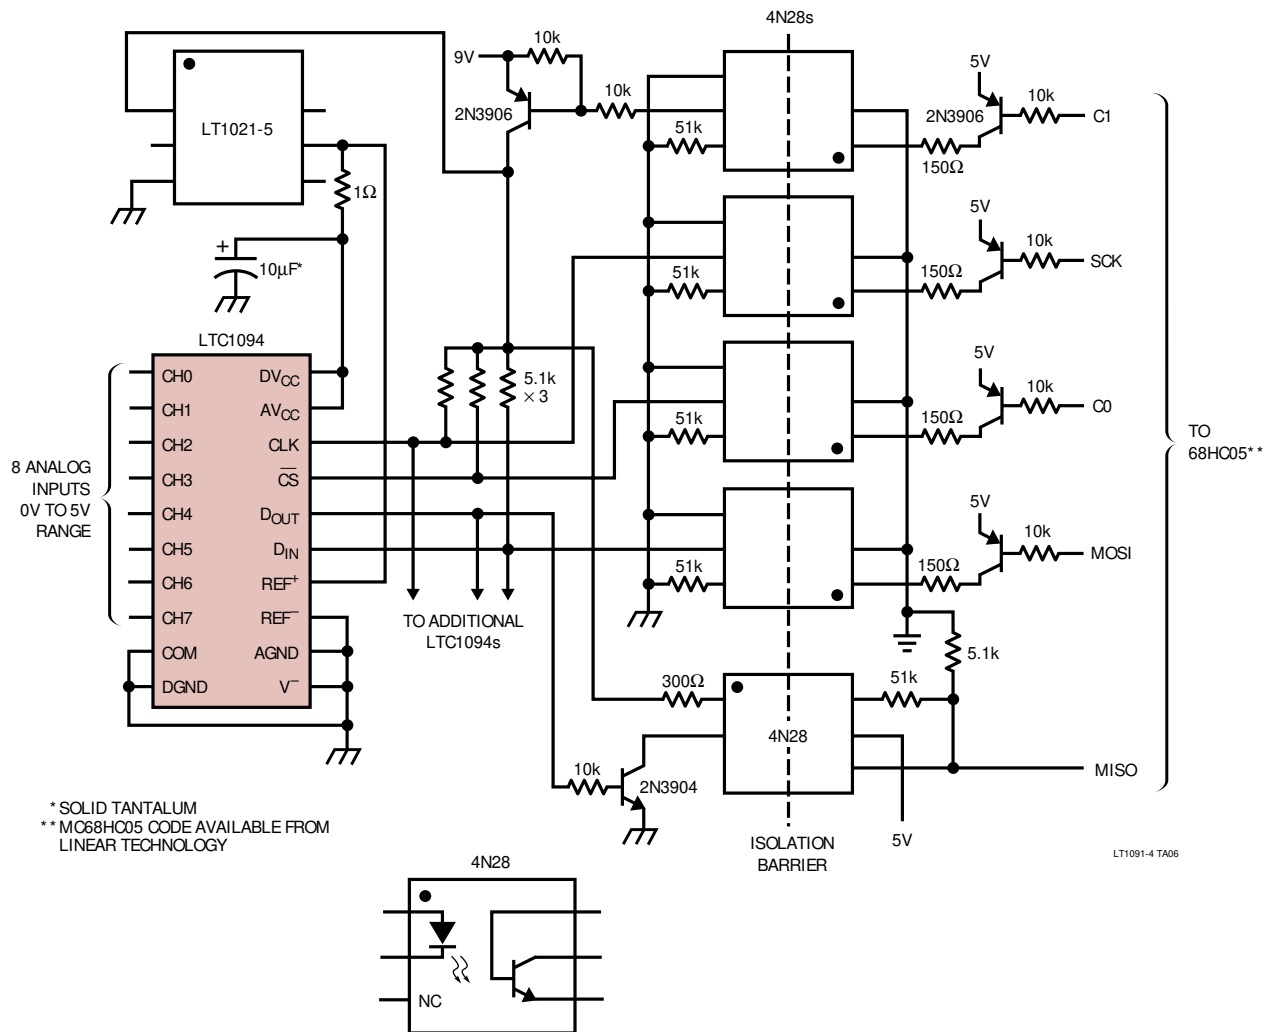 4N28s
10k
9V
5V
10k
2N3906
10k
2N3906
C1
LT1021-5
51k
150Ω
1Ω
5V
10k
+
10µF*
51k
150Ω
SCK
LTC1094
5V
10k
5.1k
× 3
51k
150Ω
C0
TO
68HC05**
8 ANALOG
INPUTS
0V TO 5V
RANGE
CH0 DVCC
CH1 AVCC
CH2 CLK
CH3 C̅S̅
CH4 DOUT
CH5 DIN
CH6 REF+
CH7 REF–
COM AGND
DGND V–
5V
10k
51k
150Ω
MOSI
TO ADDITIONAL
LTC1094s
5.1k
300Ω
51k
4N28
10k
2N3904
MISO
5V
ISOLATION
BARRIER
* SOLID TANTALUM
** MC68HC05 CODE AVAILABLE FROM
LINEAR TECHNOLOGY
LT1091-4 TA06
4N28
NC